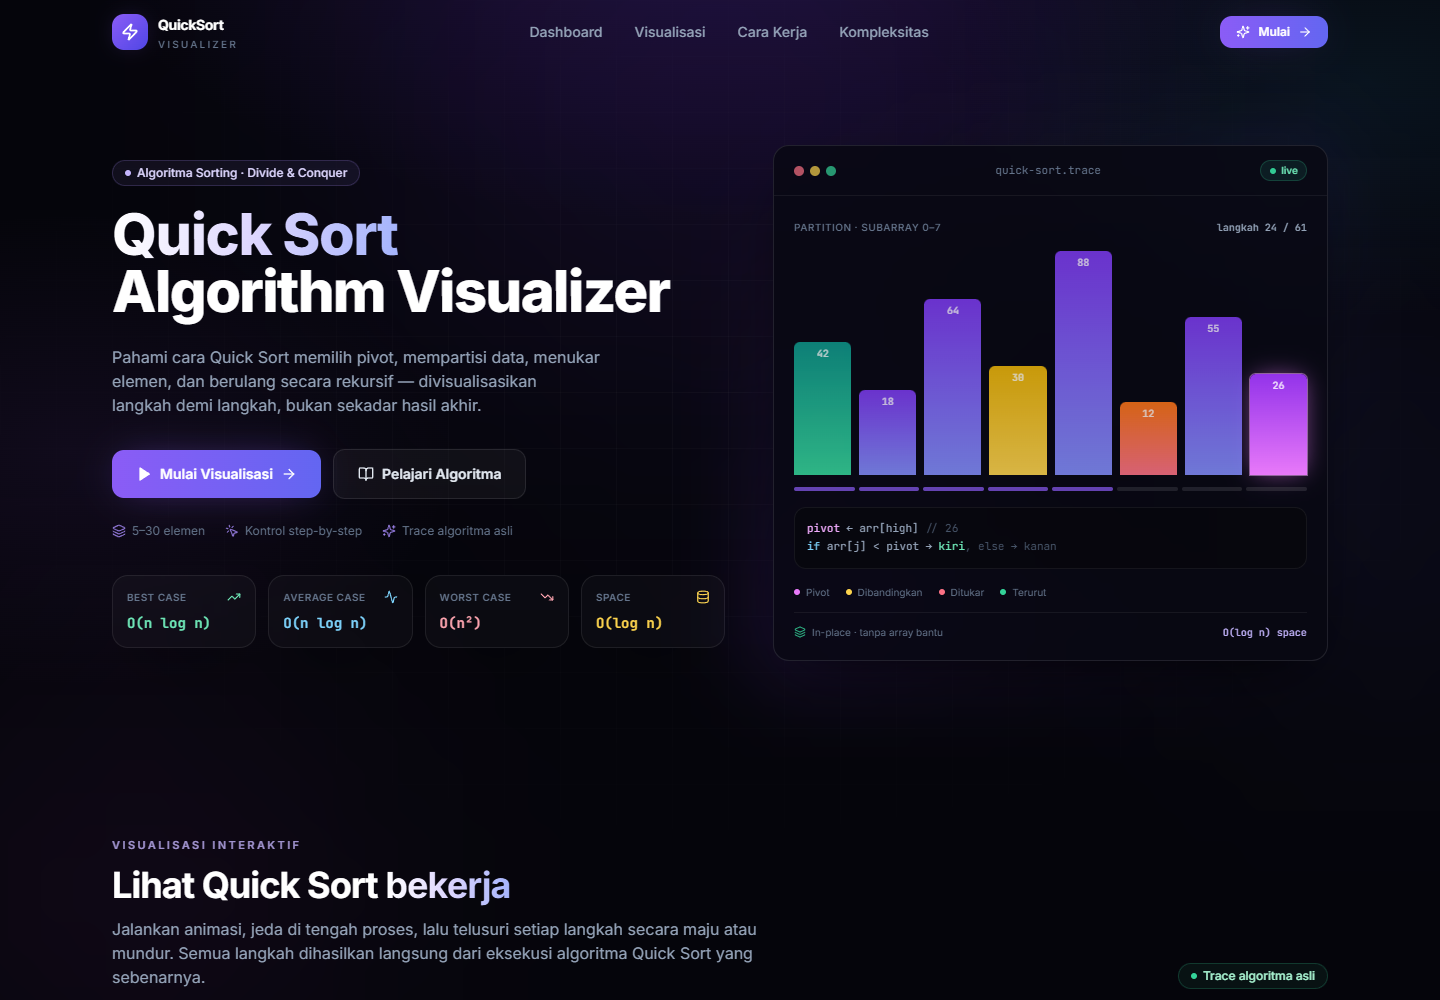 QuickSort
VISUALIZER
Dashboard
Visualisasi
Cara Kerja
Kompleksitas
Mulai
Algoritma Sorting · Divide & Conquer
Quick Sort
Algorithm Visualizer
Pahami cara Quick Sort memilih pivot, mempartisi data, menukar
elemen, dan berulang secara rekursif — divisualisasikan
langkah demi langkah, bukan sekadar hasil akhir.
Mulai Visualisasi →
Pelajari Algoritma
5–30 elemen
Kontrol step-by-step
Trace algoritma asli
BEST CASE
O(n log n)
AVERAGE CASE
O(n log n)
WORST CASE
O(n²)
SPACE
O(log n)
quick-sort.trace
live
PARTITION · SUBARRAY 0–7
langkah 24 / 61
42
18
64
30
88
12
55
26
pivot ← arr[high] // 26
if arr[j] < pivot → kiri, else → kanan
Pivot
Dibandingkan
Ditukar
Terurut
In-place · tanpa array bantu
O(log n) space
VISUALISASI INTERAKTIF
Lihat Quick Sort bekerja
Jalankan animasi, jeda di tengah proses, lalu telusuri setiap langkah secara maju atau
mundur. Semua langkah dihasilkan langsung dari eksekusi algoritma Quick Sort yang
sebenarnya.
Trace algoritma asli